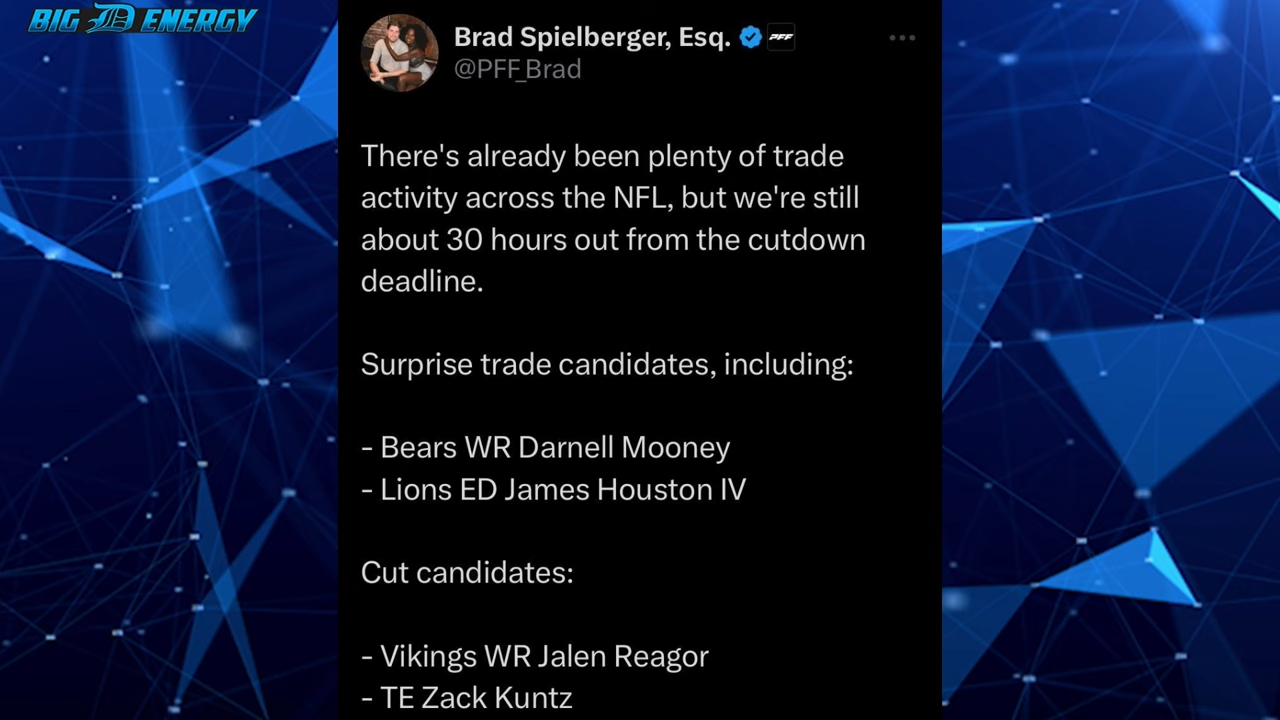 BIG D ENERGY
Brad Spielberger, Esq. PFF
@PFF_Brad
There's already been plenty of trade
activity across the NFL, but we're still
about 30 hours out from the cutdown
deadline.
Surprise trade candidates, including:
- Bears WR Darnell Mooney
- Lions ED James Houston IV
Cut candidates:
- Vikings WR Jalen Reagor
- TE Zack Kuntz